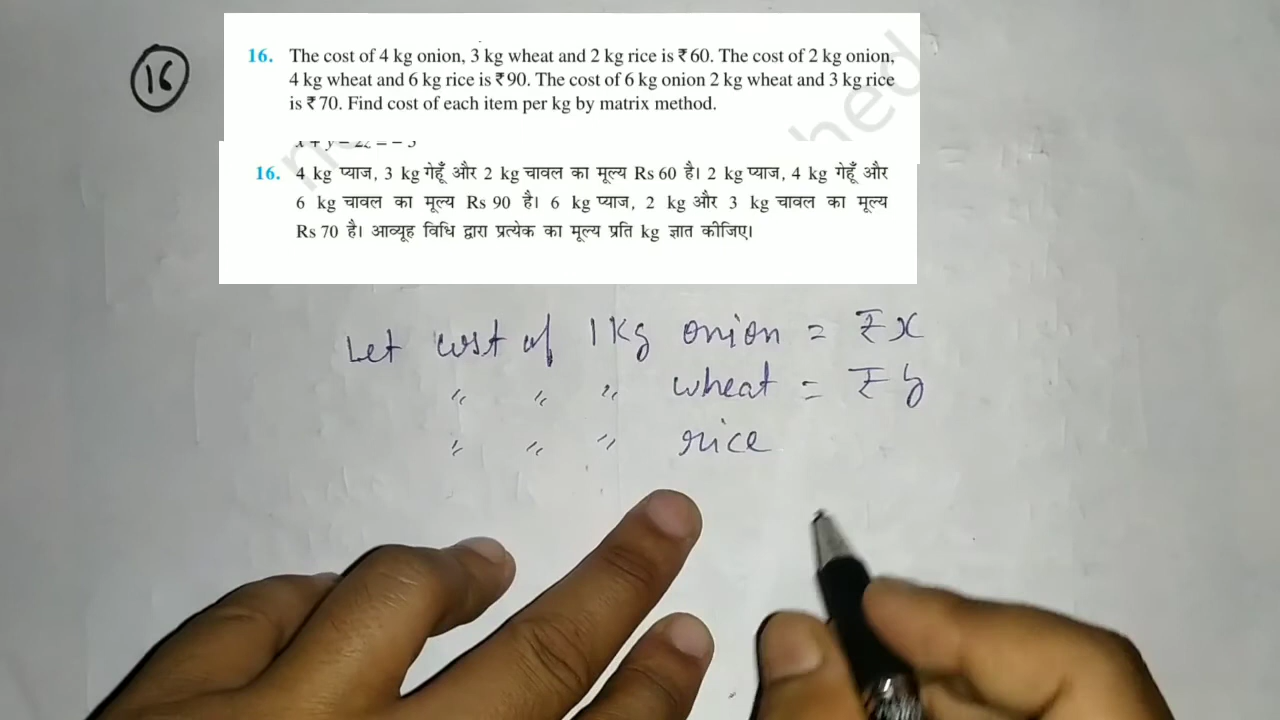 16
16. The cost of 4 kg onion, 3 kg wheat and 2 kg rice is ₹ 60. The cost of 2 kg onion,
4 kg wheat and 6 kg rice is ₹ 90. The cost of 6 kg onion 2 kg wheat and 3 kg rice
is ₹ 70. Find cost of each item per kg by matrix method.
16. 4 kg प्याज, 3 kg गेहूँ और 2 kg चावल का मूल्य Rs 60 है। 2 kg प्याज, 4 kg गेहूँ और
6 kg चावल का मूल्य Rs 90 है। 6 kg प्याज, 2 kg और 3 kg चावल का मूल्य
Rs 70 है। आव्यूह विधि द्वारा प्रत्येक का मूल्य प्रति kg ज्ञात कीजिए।
Let cost of 1 Kg onion = ₹ x
" " " wheat = ₹ y
" " " rice